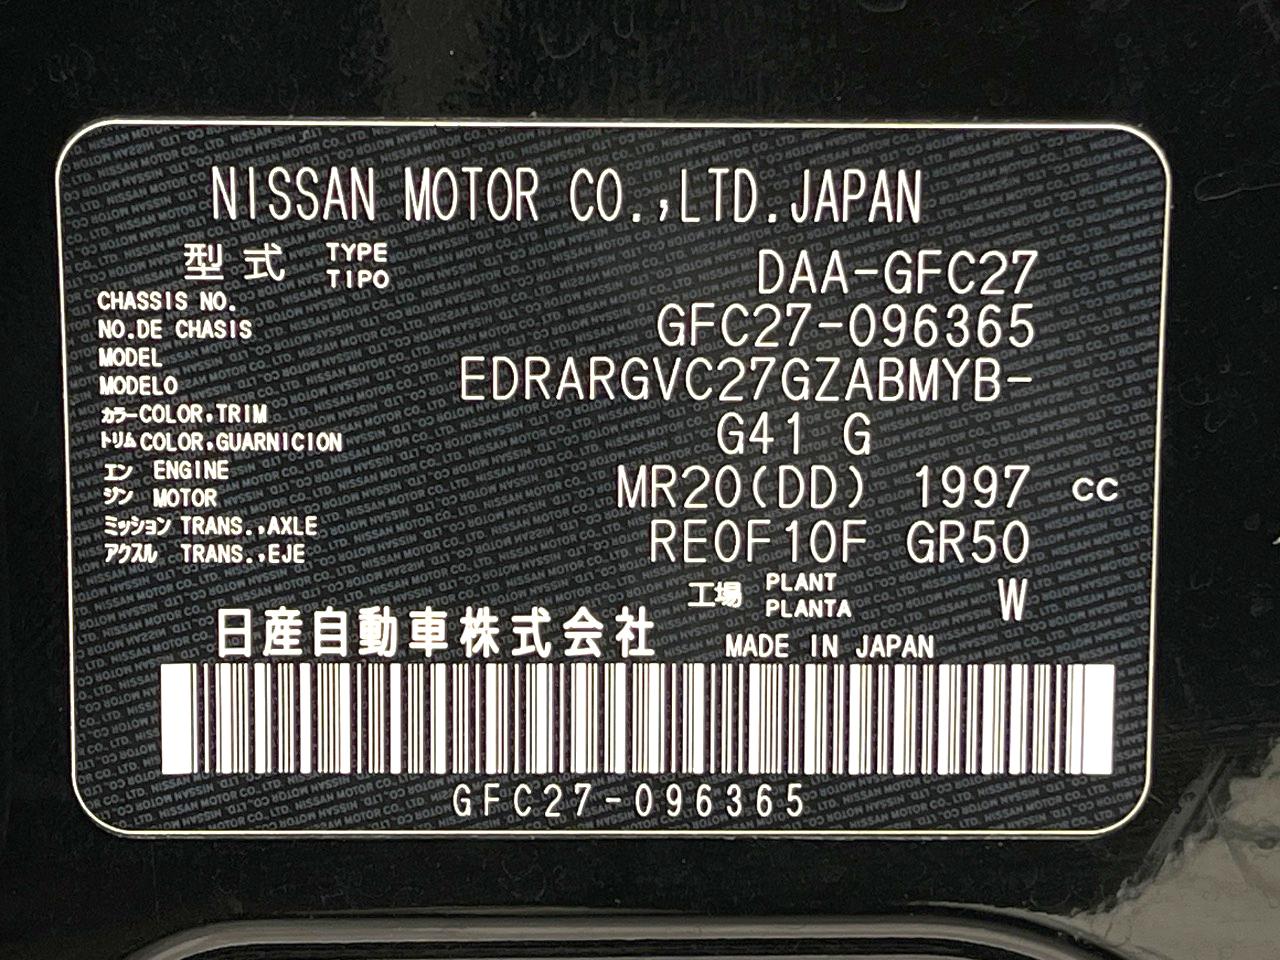 NISSAN MOTOR CO.,LTD.JAPAN
型式 TYPE TIPO DAA-GFC27
CHASSIS NO.
NO.DE CHASIS GFC27-096365
MODEL
MODELO EDRARGVC27GZABMYB-
カラー COLOR,TRIM
トリム COLOR,GUARNICION G41 G
エン ENGINE
ジン MOTOR MR20(DD) 1997 cc
ミッション TRANS.,AXLE
アクスル TRANS.,EJE RE0F10F GR50
工場 PLANT PLANTA W
日産自動車株式会社 MADE IN JAPAN
GFC27-096365